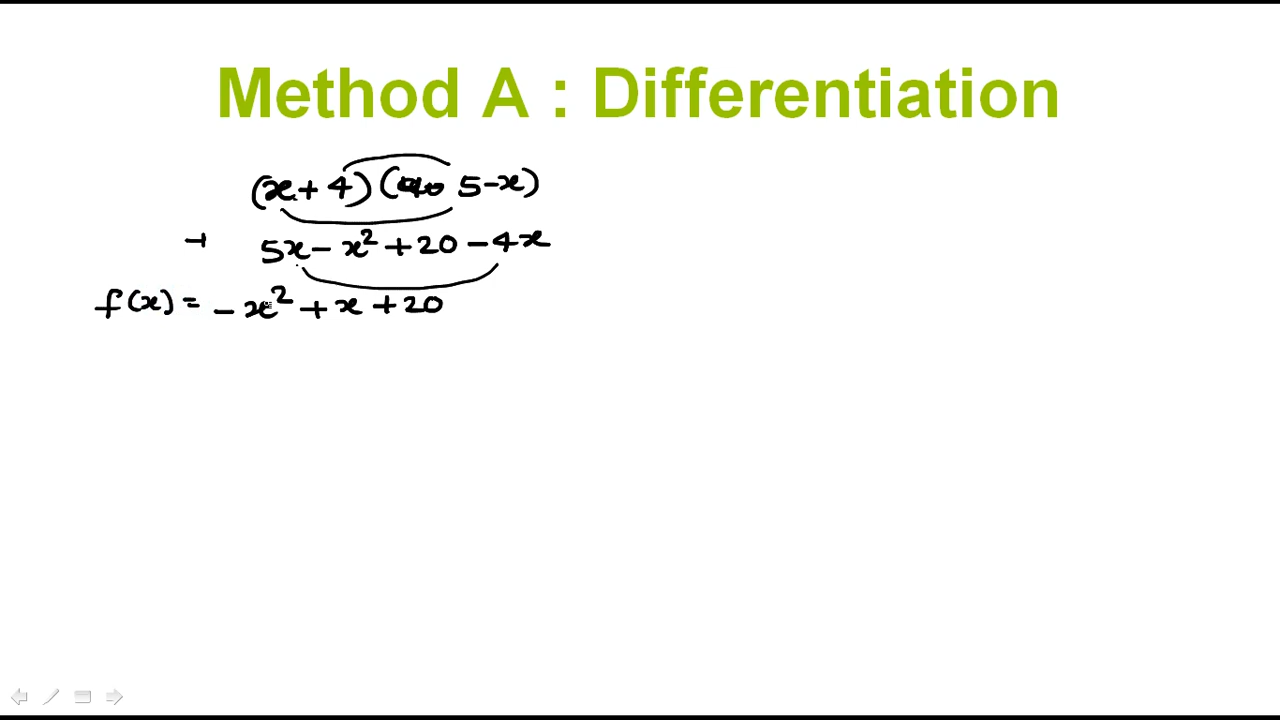 Method A : Differentiation
(x + 4) ( 5 - x)
5x - x² + 20 - 4x
f(x) = - x² + x + 20